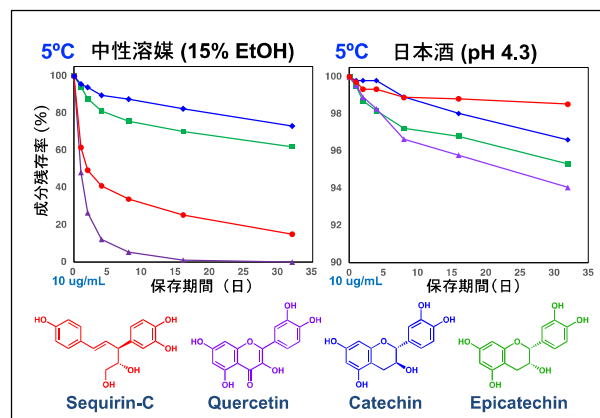 5ºC 中性溶媒 (15% EtOH)
5ºC 日本酒 (pH 4.3)
成分残存率 (%)
100
80
60
40
20
0
0 5 10 15 20 25 30 35
10 ug/mL
保存期間（日）
100
98
96
94
92
90
0 5 10 15 20 25 30 35
10 ug/mL
保存期間（日）
HO
OH
OH
OH
HO
Sequirin-C
OH
OH
HO
O
OH
OH
O
Quercetin
OH
OH
HO
O
OH
OH
Catechin
OH
OH
HO
O
OH
OH
Epicatechin